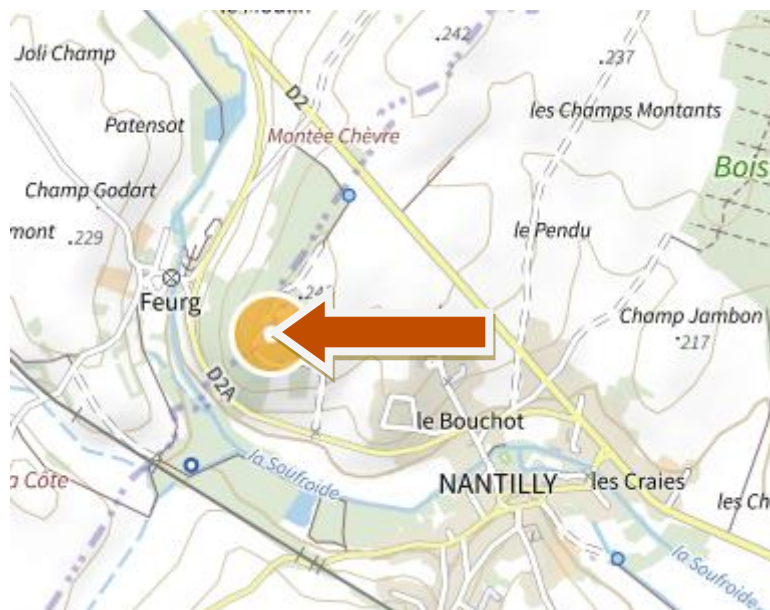 .242
Joli Champ
.237
D2
les Champs Montants
Patensot
Montée Chèvre
Bois
Champ Godart
mont .229
le Pendu
Feurg
Champ Jambon
.217
D2A
le Bouchot
la Soufroide
a Côte
NANTILLY
les Craies
les Ch
la Soufroide